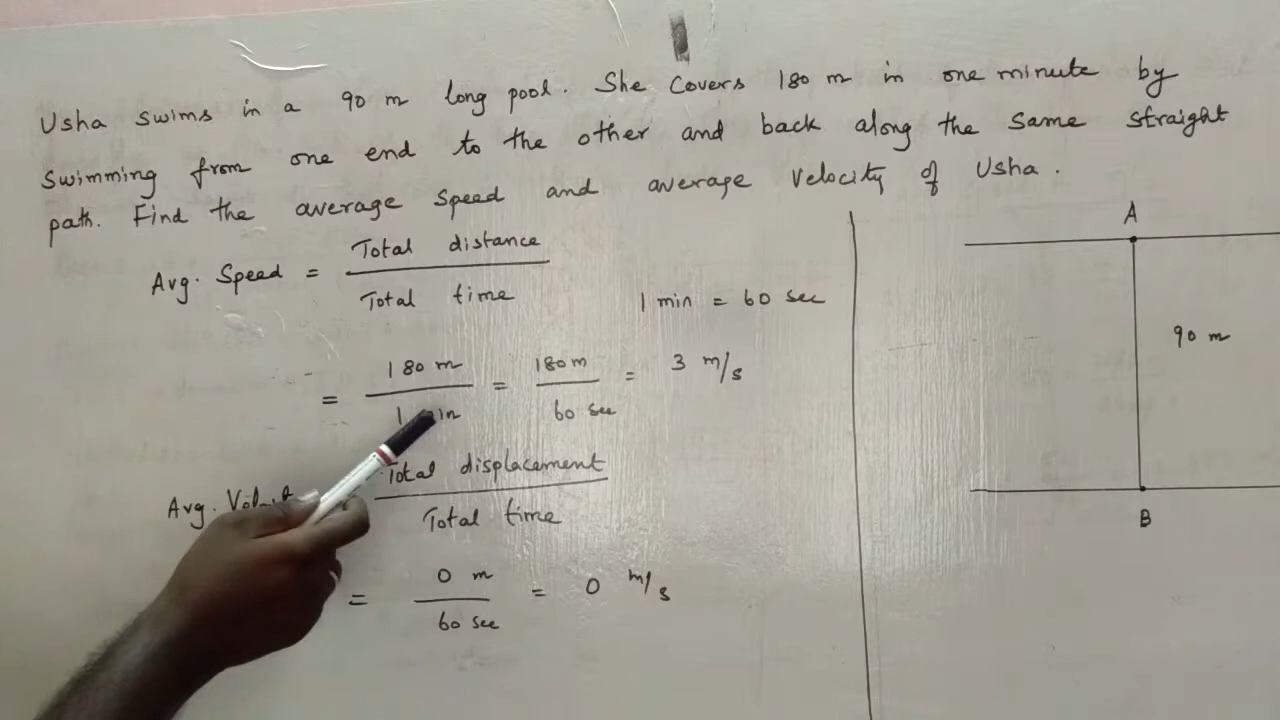 Usha swims in a 90 m long pool. She covers 180 m in one minute by
swimming from one end to the other and back along the same straight
path. Find the average speed and average velocity of Usha.
Avg. Speed = Total distance
Total time
1 min = 60 sec
= 180 m = 180 m = 3 m/s
1 min 60 sec
Avg. Total displacement
Total time
= 0 m = 0 m/s
60 sec
A
90 m
B